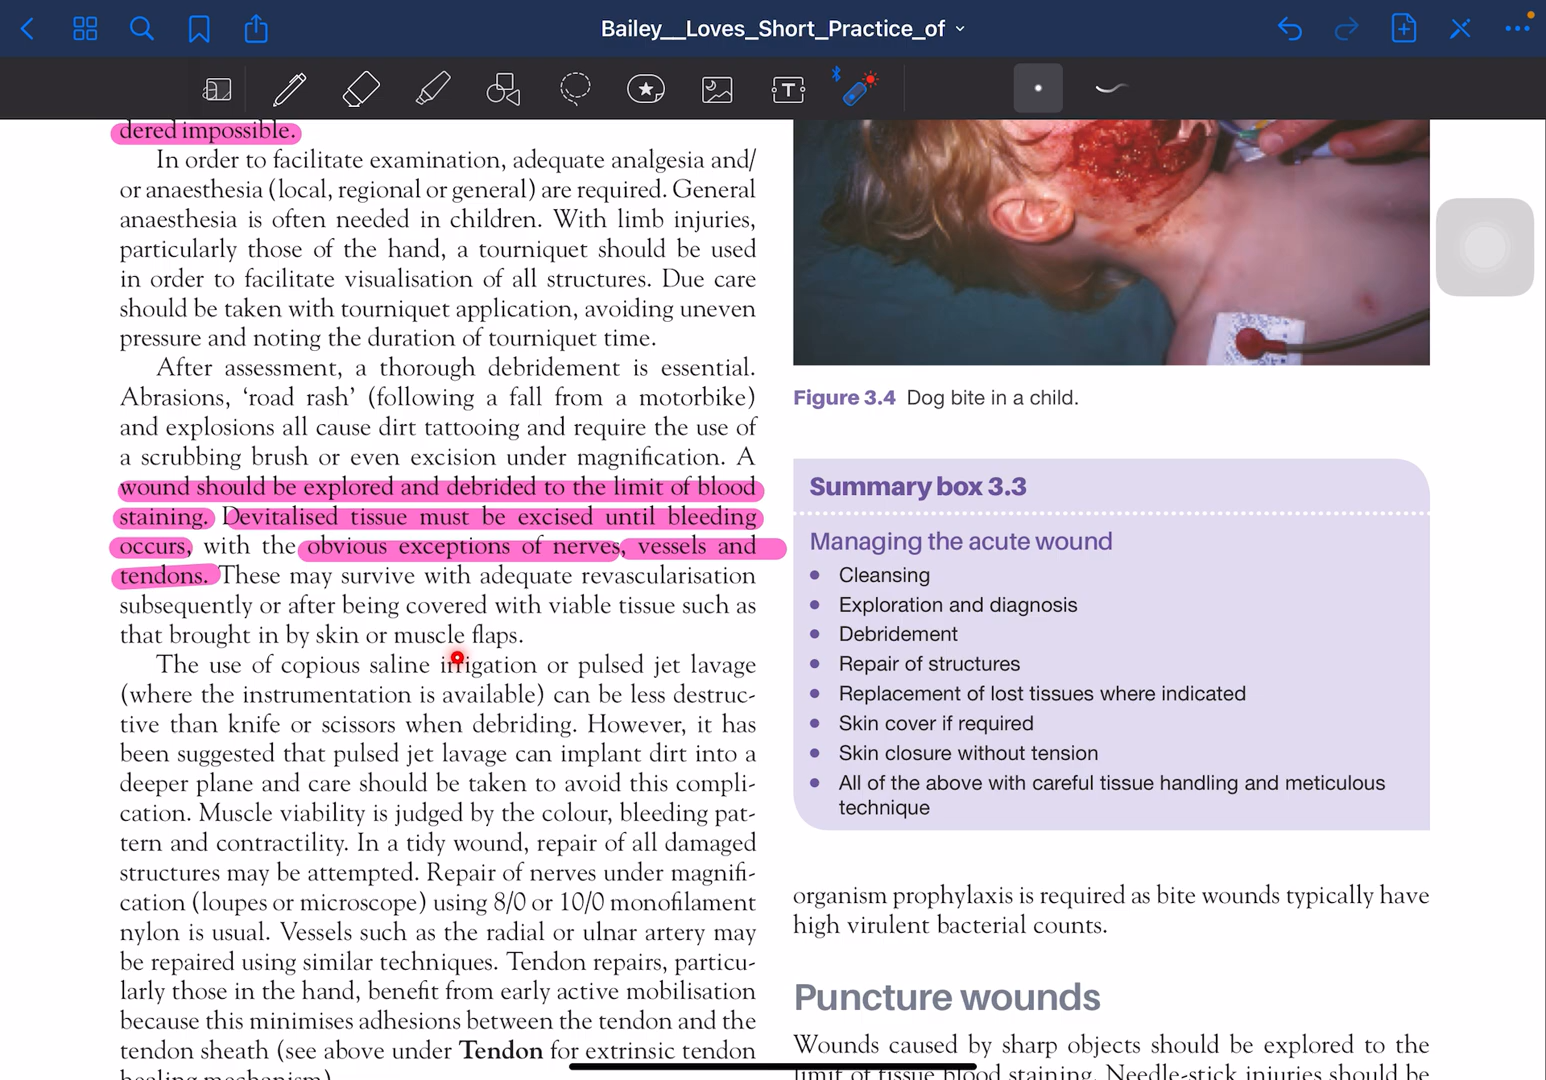 Bailey__Loves_Short_Practice_of
T
dered impossible.
In order to facilitate examination, adequate analgesia and/
or anaesthesia (local, regional or general) are required. General
anaesthesia is often needed in children. With limb injuries,
particularly those of the hand, a tourniquet should be used
in order to facilitate visualisation of all structures. Due care
should be taken with tourniquet application, avoiding uneven
pressure and noting the duration of tourniquet time.
After assessment, a thorough debridement is essential.
Abrasions, ‘road rash’ (following a fall from a motorbike)
and explosions all cause dirt tattooing and require the use of
a scrubbing brush or even excision under magnification. A
wound should be explored and debrided to the limit of blood
staining. Devitalised tissue must be excised until bleeding
occurs, with the obvious exceptions of nerves, vessels and
tendons. These may survive with adequate revascularisation
subsequently or after being covered with viable tissue such as
that brought in by skin or muscle flaps.
The use of copious saline irrigation or pulsed jet lavage
(where the instrumentation is available) can be less destruc-
tive than knife or scissors when debriding. However, it has
been suggested that pulsed jet lavage can implant dirt into a
deeper plane and care should be taken to avoid this compli-
cation. Muscle viability is judged by the colour, bleeding pat-
tern and contractility. In a tidy wound, repair of all damaged
structures may be attempted. Repair of nerves under magnifi-
cation (loupes or microscope) using 8/0 or 10/0 monofilament
nylon is usual. Vessels such as the radial or ulnar artery may
be repaired using similar techniques. Tendon repairs, particu-
larly those in the hand, benefit from early active mobilisation
because this minimises adhesions between the tendon and the
tendon sheath (see above under Tendon for extrinsic tendon
healing mechanism).
Figure 3.4 Dog bite in a child.
Summary box 3.3
Managing the acute wound
• Cleansing
• Exploration and diagnosis
• Debridement
• Repair of structures
• Replacement of lost tissues where indicated
• Skin cover if required
• Skin closure without tension
• All of the above with careful tissue handling and meticulous
technique
organism prophylaxis is required as bite wounds typically have
high virulent bacterial counts.
Puncture wounds
Wounds caused by sharp objects should be explored to the
limit of tissue blood staining. Needle-stick injuries should be